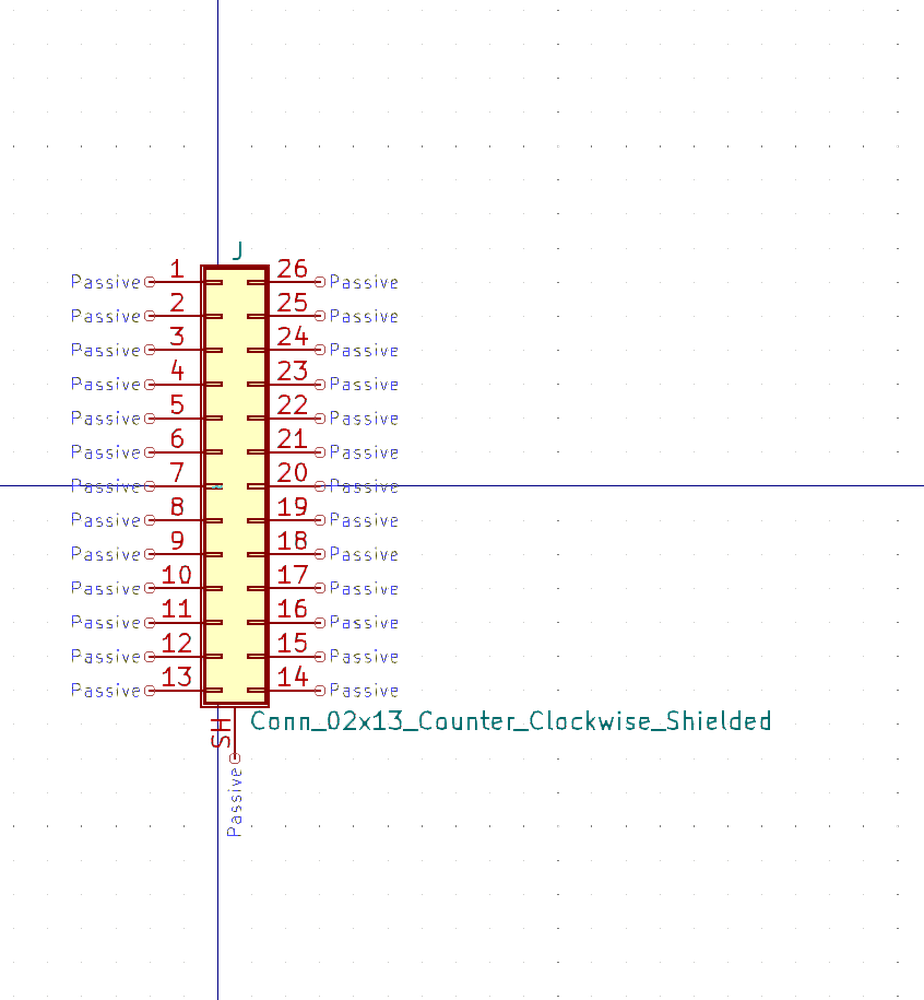 J
Passive 1 26 Passive
Passive 2 25 Passive
Passive 3 24 Passive
Passive 4 23 Passive
Passive 5 22 Passive
Passive 6 21 Passive
Passive 7 20 Passive
Passive 8 19 Passive
Passive 9 18 Passive
Passive 10 17 Passive
Passive 11 16 Passive
Passive 12 15 Passive
Passive 13 14 Passive
SH
Conn_02x13_Counter_Clockwise_Shielded
Passive